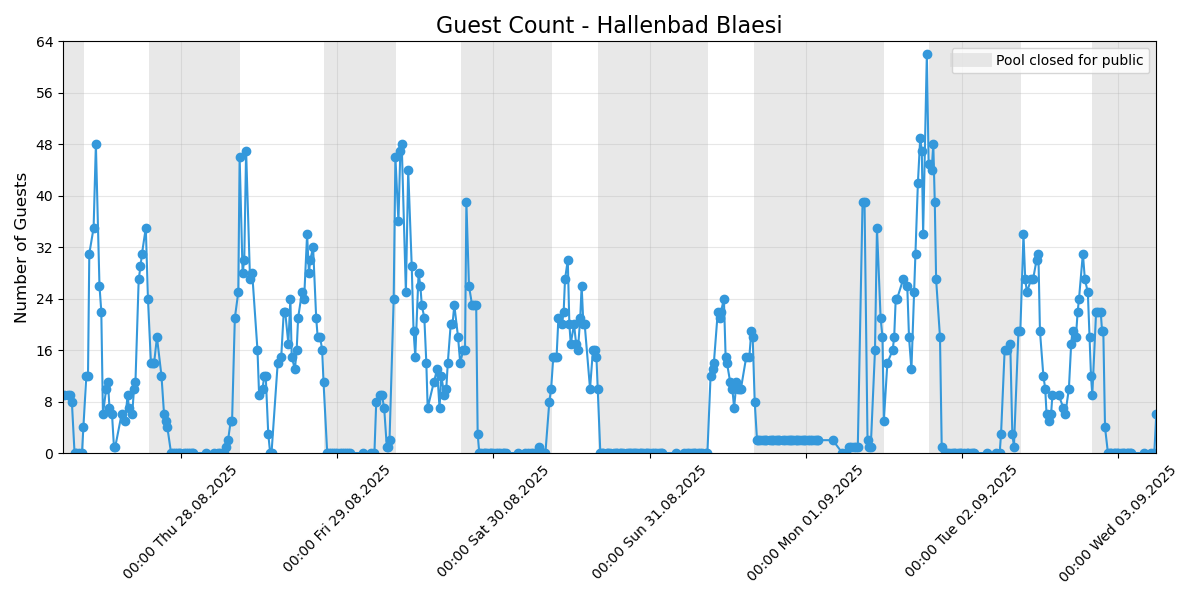 Guest Count - Hallenbad Blaesi
Pool closed for public
Number of Guests
64
56
48
40
32
24
16
8
0
00:00 Thu 28.08.2025
00:00 Fri 29.08.2025
00:00 Sat 30.08.2025
00:00 Sun 31.08.2025
00:00 Mon 01.09.2025
00:00 Tue 02.09.2025
00:00 Wed 03.09.2025